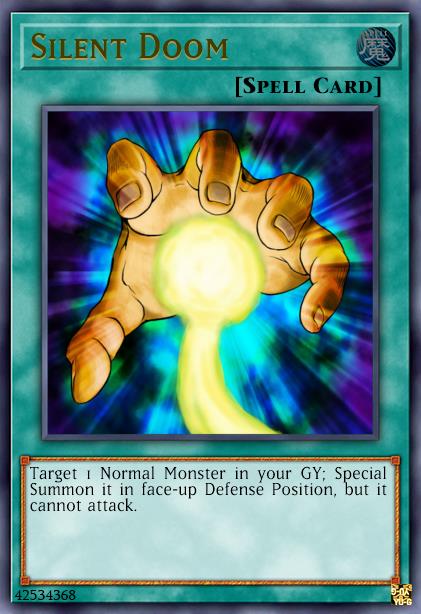 Silent Doom
魔
[Spell Card]
Target 1 Normal Monster in your GY; Special
Summon it in face-up Defense Position, but it
cannot attack.
42534368